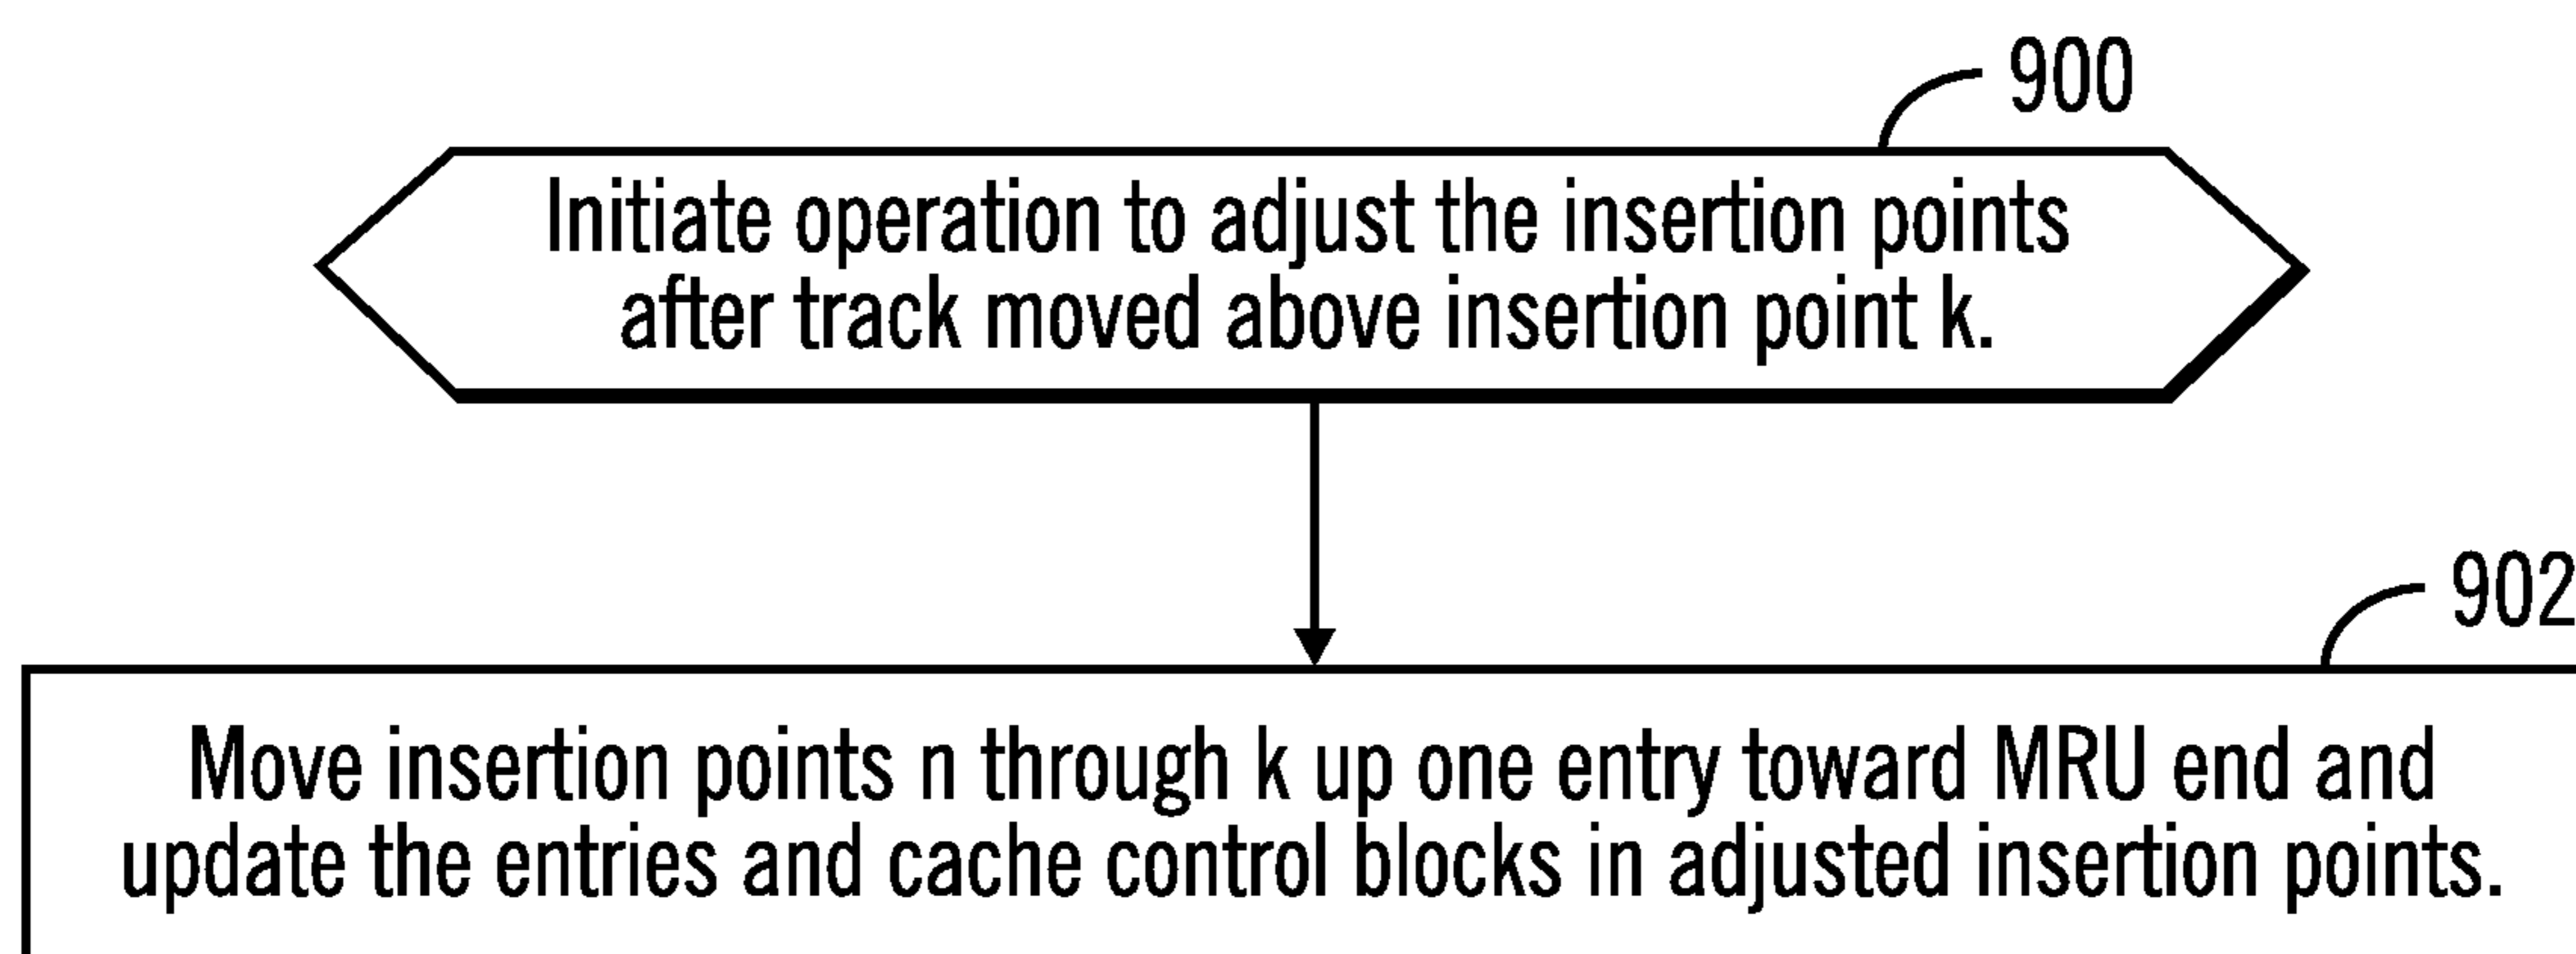 900
Initiate operation to adjust the insertion points
after track moved above insertion point k.
902
Move insertion points n through k up one entry toward MRU end and
update the entries and cache control blocks in adjusted insertion points.